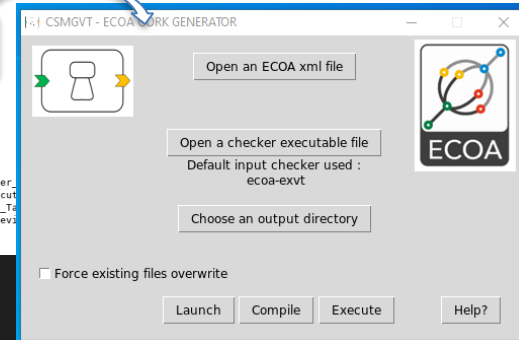 CSMGVT - ECOA CORK GENERATOR
Open an ECOA xml file
ECOA
Open a checker executable file
Default input checker used :
ecoa-exvt
Choose an output directory
Force existing files overwrite
Launch Compile Execute Help?